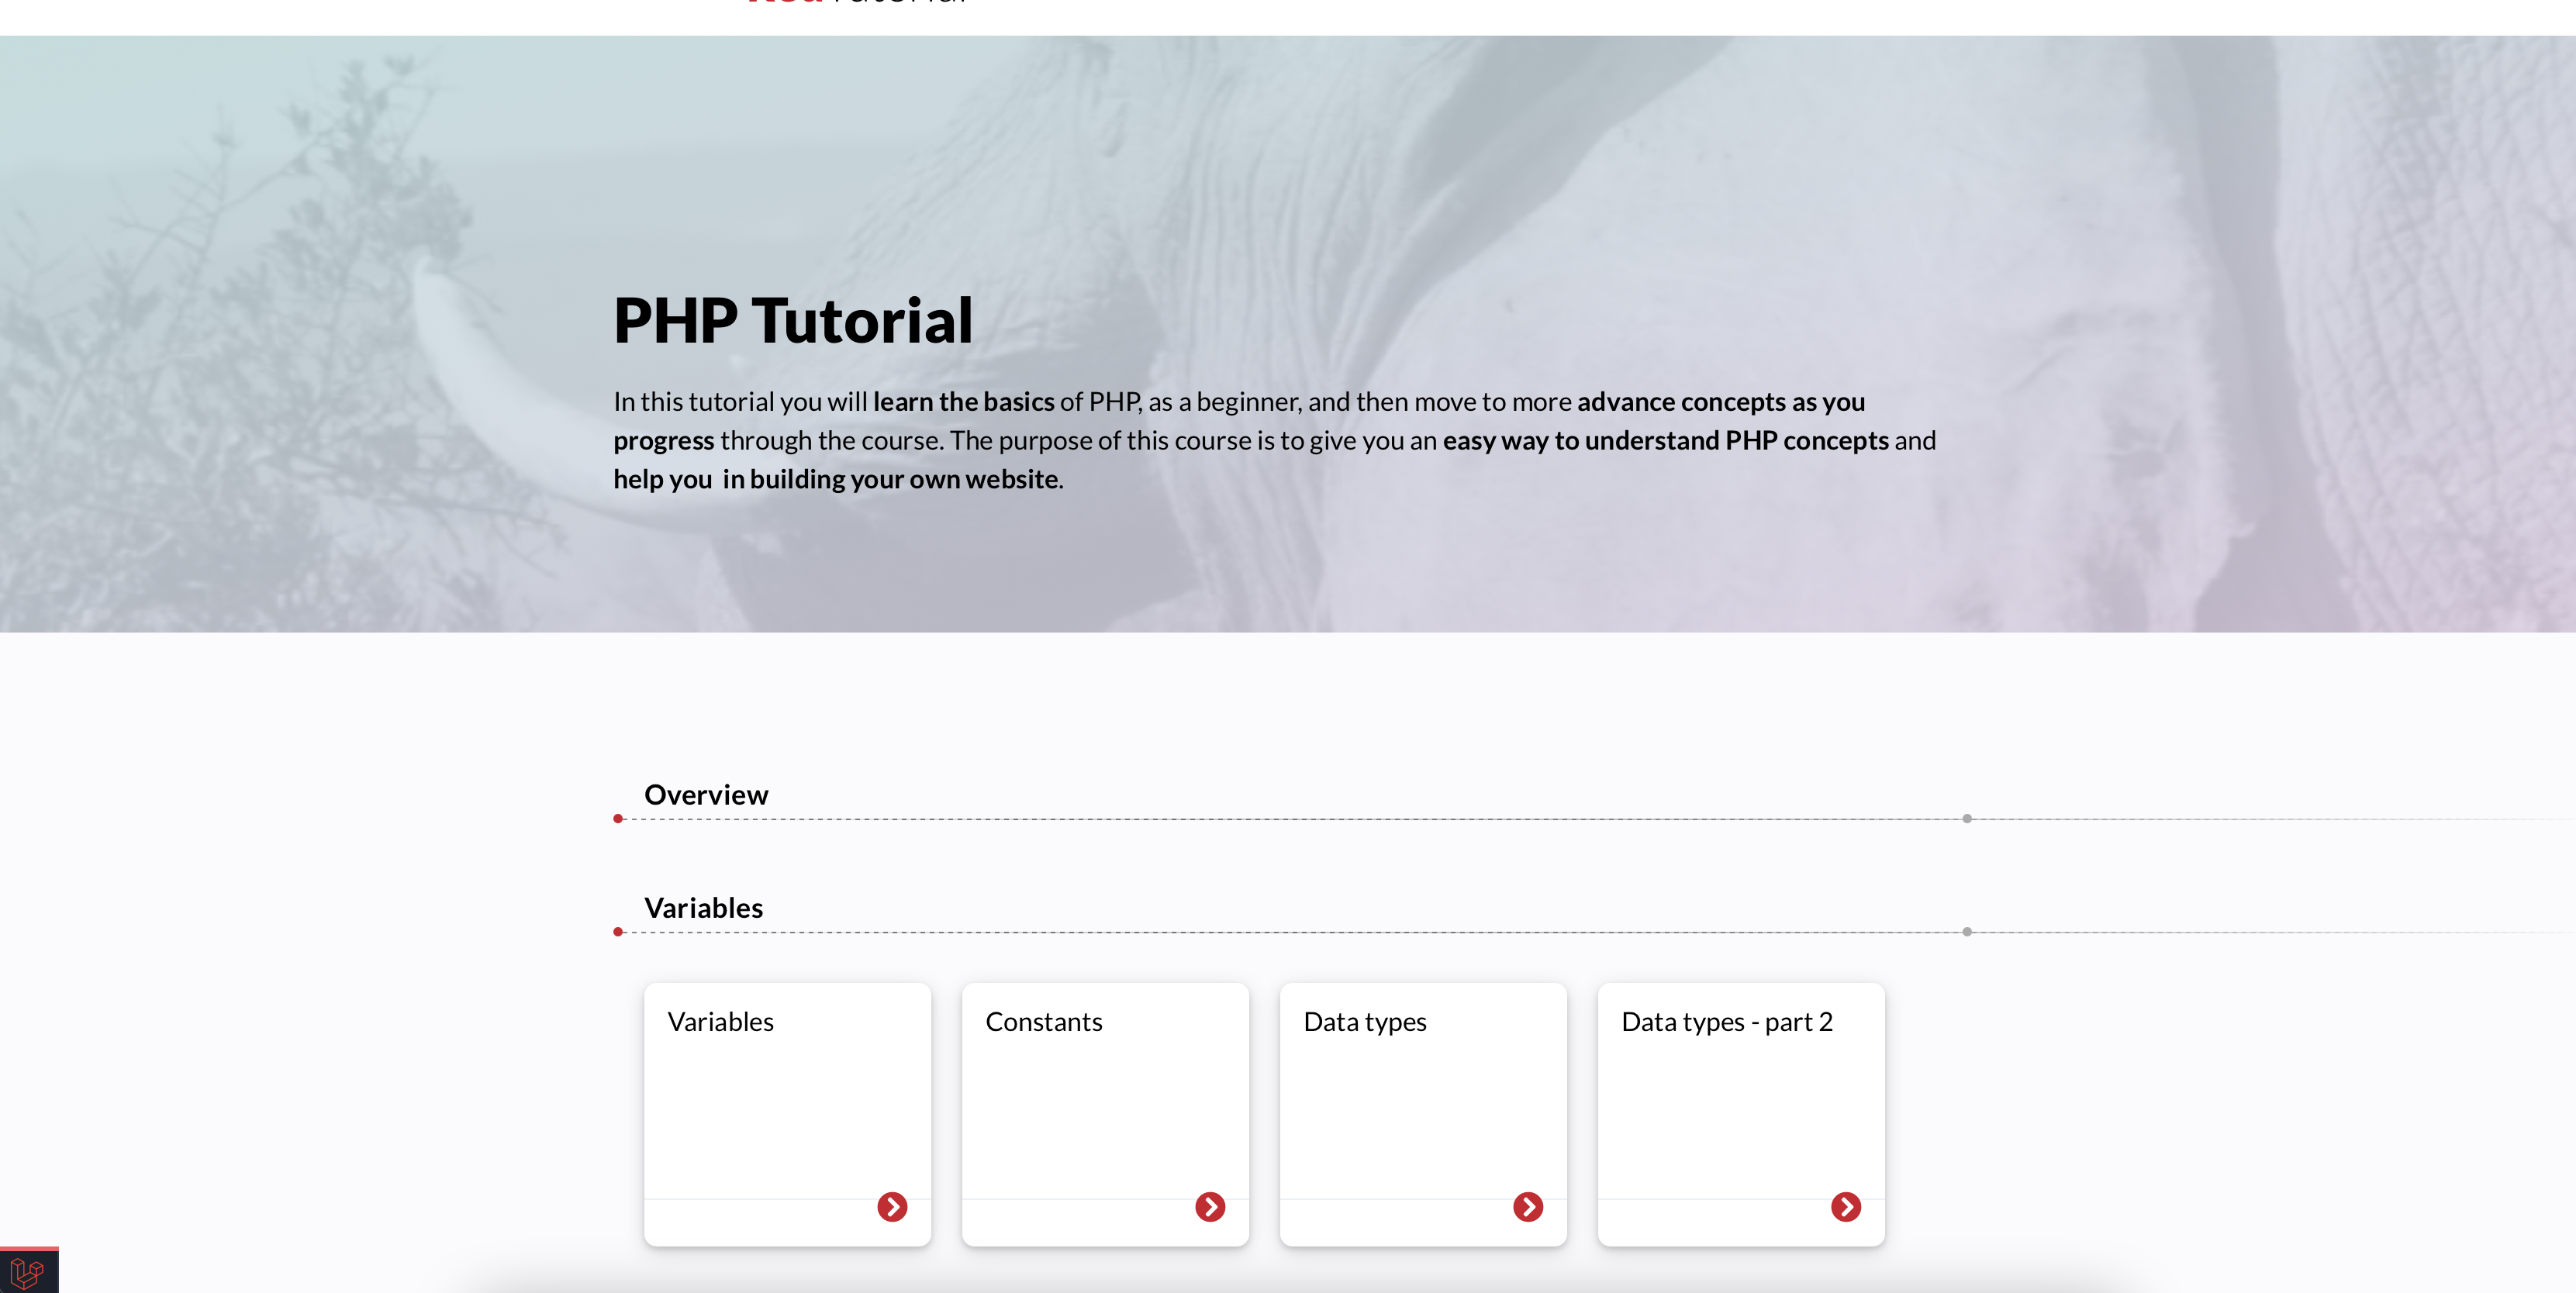 PHP Tutorial
In this tutorial you will learn the basics of PHP, as a beginner, and then move to more advance concepts as you
progress through the course. The purpose of this course is to give you an easy way to understand PHP concepts and
help you  in building your own website.
Overview
Variables
Variables
Constants
Data types
Data types - part 2